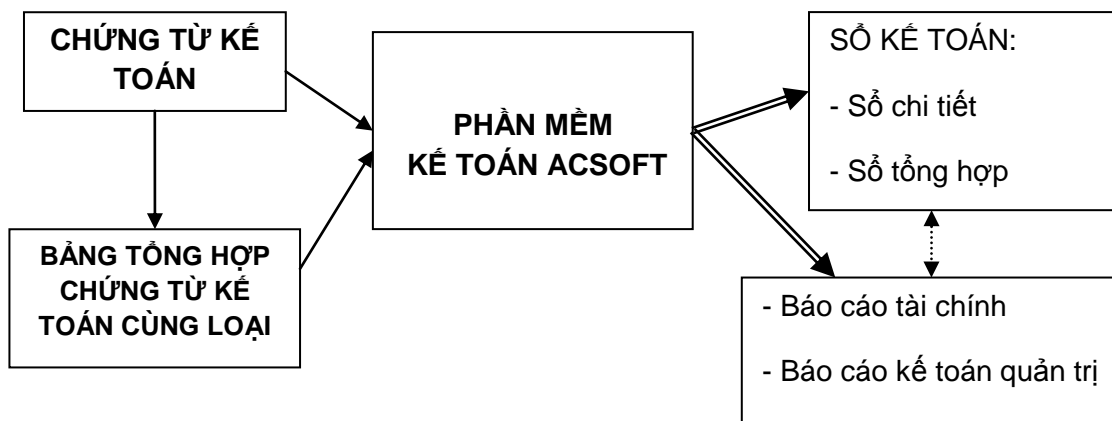 CHỨNG TỪ KẾ
TOÁN
PHẦN MỀM
KẾ TOÁN ACSOFT
SỔ KẾ TOÁN:
- Sổ chi tiết
- Sổ tổng hợp
BẢNG TỔNG HỢP
CHỨNG TỪ KẾ
TOÁN CÙNG LOẠI
- Báo cáo tài chính
- Báo cáo kế toán quản trị